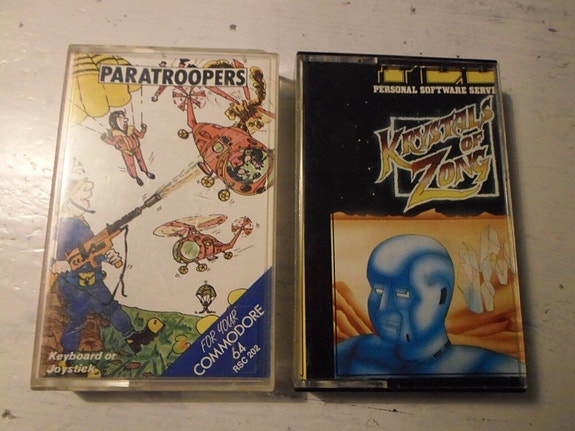 PARATROOPERS
FOR YOUR
COMMODORE
64
RSC 202
Keyboard or
Joystick
PERSONAL SOFTWARE SERVI
KRYSTALS
OF
ZONG